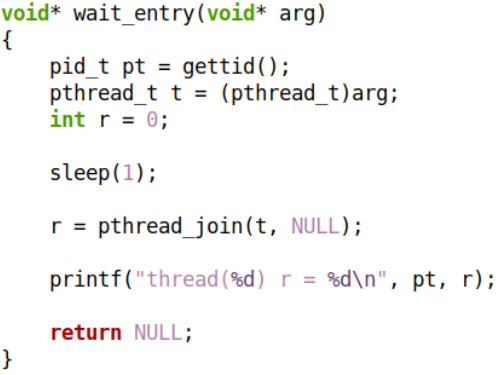 void* wait_entry(void* arg)
{
    pid_t pt = gettid();
    pthread_t t = (pthread_t)arg;
    int r = 0;

    sleep(1);

    r = pthread_join(t, NULL);

    printf("thread(%d) r = %d\n", pt, r);

    return NULL;
}